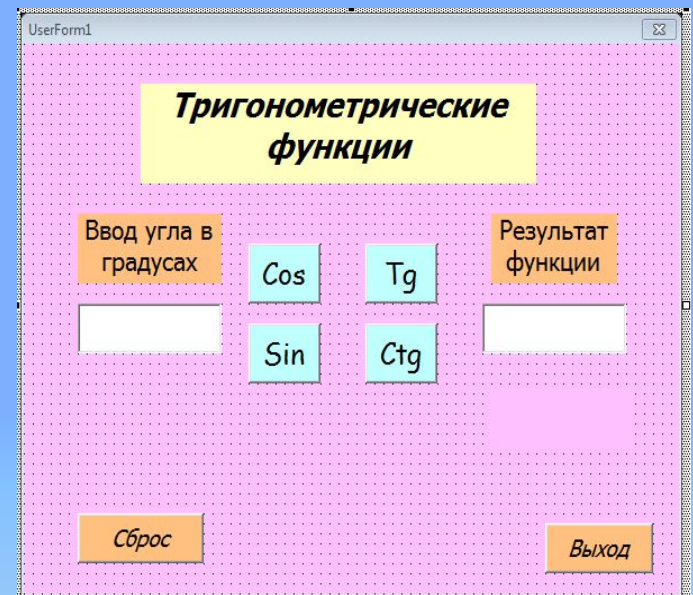 UserForm1
Тригонометрические
функции
Ввод угла в
градусах
Cos
Tg
Результат
функции
Sin
Ctg
Сброс
Выход